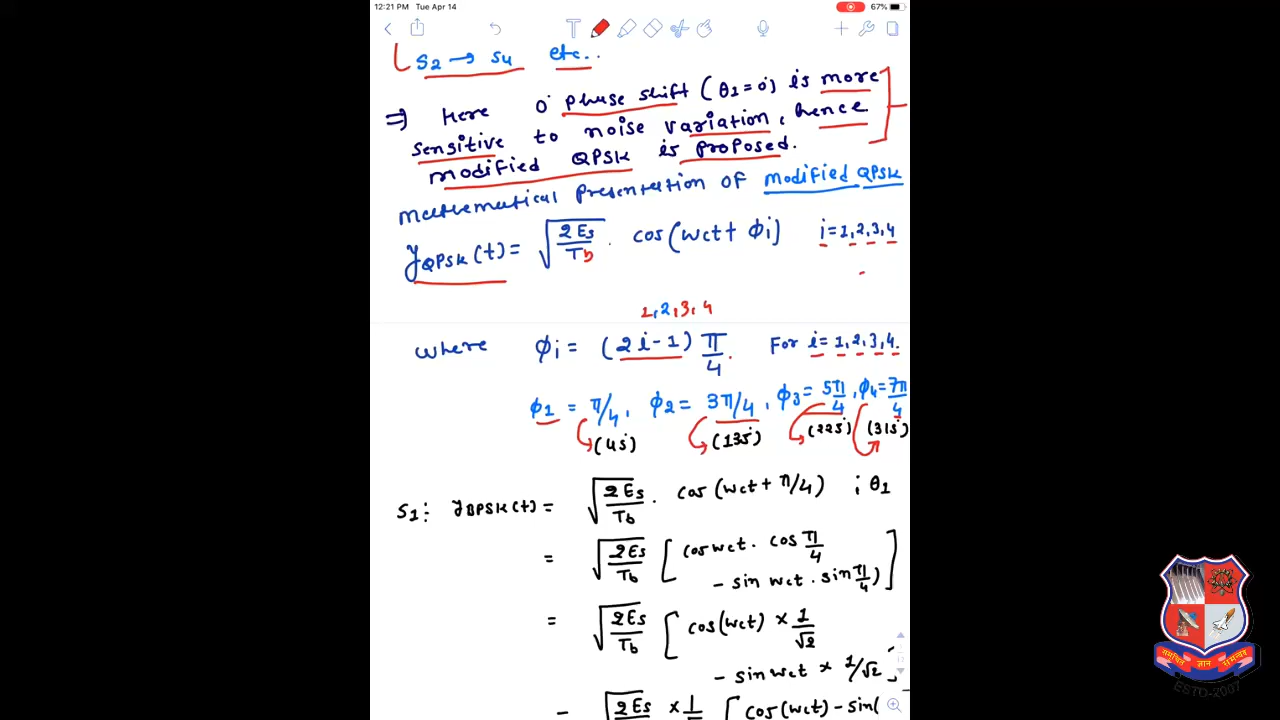 12:21 PM Tue Apr 14
67%
S2 → S4 etc..
⇒ Here 0° phase shift (θ1=0°) is more
sensitive to noise variation, hence
modified QPSK is proposed.
mathematical presentation of modified QPSK
yQPSK(t) = √(2Es/Tb) . cos(wct + φi) i=1,2,3,4
1,2,3,4
where φi = (2i-1) π/4 . For i=1,2,3,4.
φ1 = π/4, φ2 = 3π/4, φ3 = 5π/4, φ4 = 7π/4
(45°) (135°) (225°) (315°)
S1: yBPSK(t) = √(2Es/Tb) . cos(wct + π/4) ; θ1
= √(2Es/Tb) [cos wct . cos π/4
- sin wct . sin π/4)]
= √(2Es/Tb) [cos(wct) × 1/√2
- sin wct × 1/√2]
cos(wct) - sin(
ESTD-2007